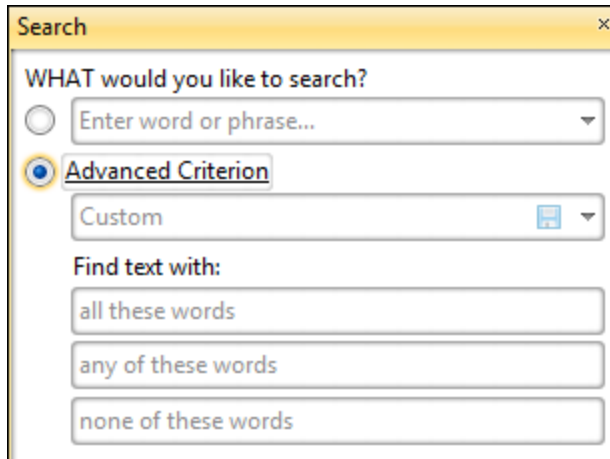 Search
WHAT would you like to search?
Enter word or phrase...
Advanced Criterion
Custom
Find text with:
all these words
any of these words
none of these words